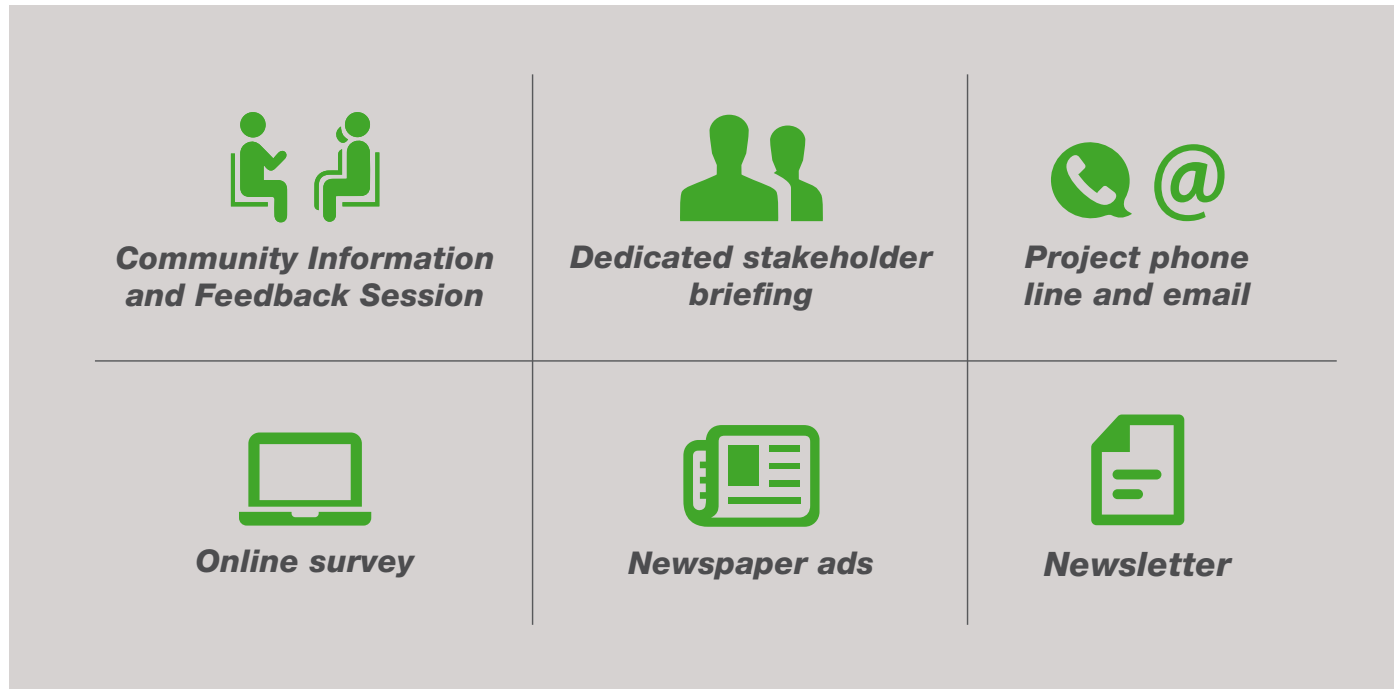 Community Information
and Feedback Session
Dedicated stakeholder
briefing
@
Project phone
line and email
Online survey
Newspaper ads
Newsletter